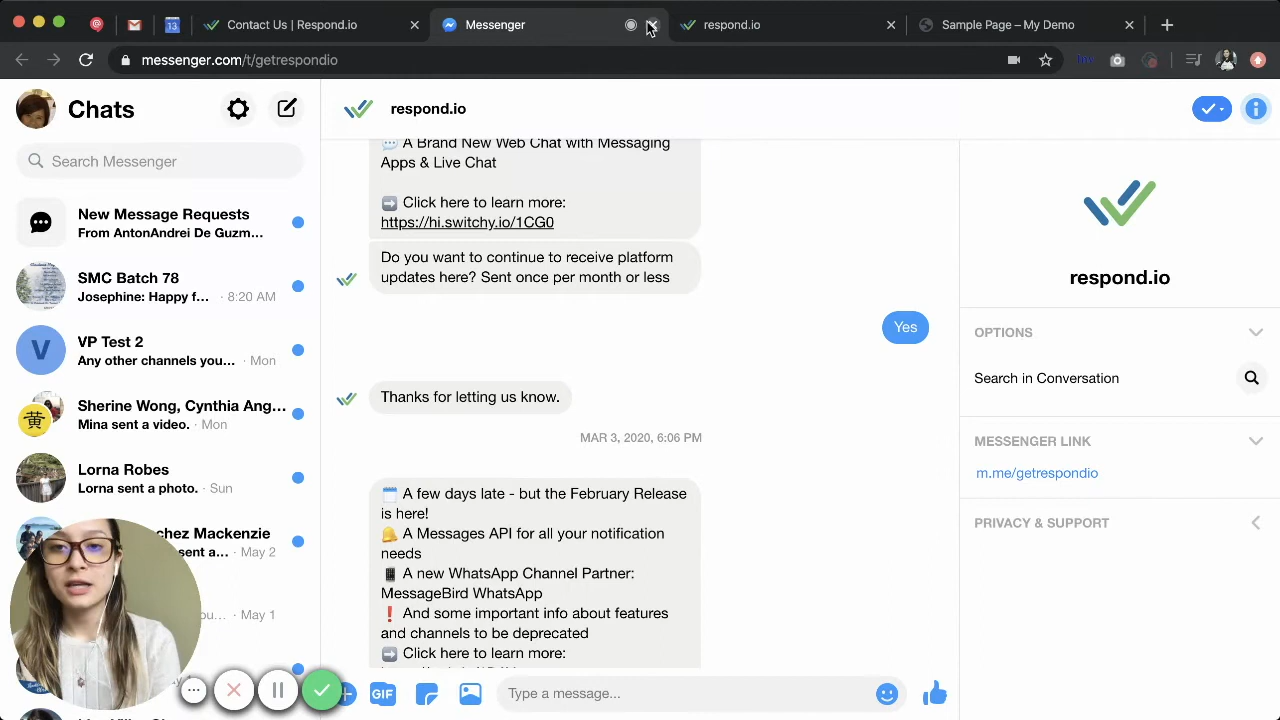 Contact Us | Respond.io
Messenger
respond.io
Sample Page – My Demo
messenger.com/t/getrespondio
Chats
Search Messenger
New Message Requests
From AntonAndrei De Guzm...
SMC Batch 78
Josephine: Happy f... · 8:20 AM
V
VP Test 2
Any other channels you... · Mon
黄
Sherine Wong, Cynthia Ang...
Mina sent a video. · Mon
Lorna Robes
Lorna sent a photo. · Sun
chez Mackenzie
sent a... · May 2
ou... · May 1
respond.io
A Brand New Web Chat with Messaging
Apps & Live Chat
Click here to learn more:
https://hi.switchy.io/1CG0
Do you want to continue to receive platform
updates here? Sent once per month or less
Yes
Thanks for letting us know.
MAR 3, 2020, 6:06 PM
A few days late - but the February Release
is here!
A Messages API for all your notification
needs
A new WhatsApp Channel Partner:
MessageBird WhatsApp
And some important info about features
and channels to be deprecated
Click here to learn more:
GIF
Type a message...
respond.io
OPTIONS
Search in Conversation
MESSENGER LINK
m.me/getrespondio
PRIVACY & SUPPORT